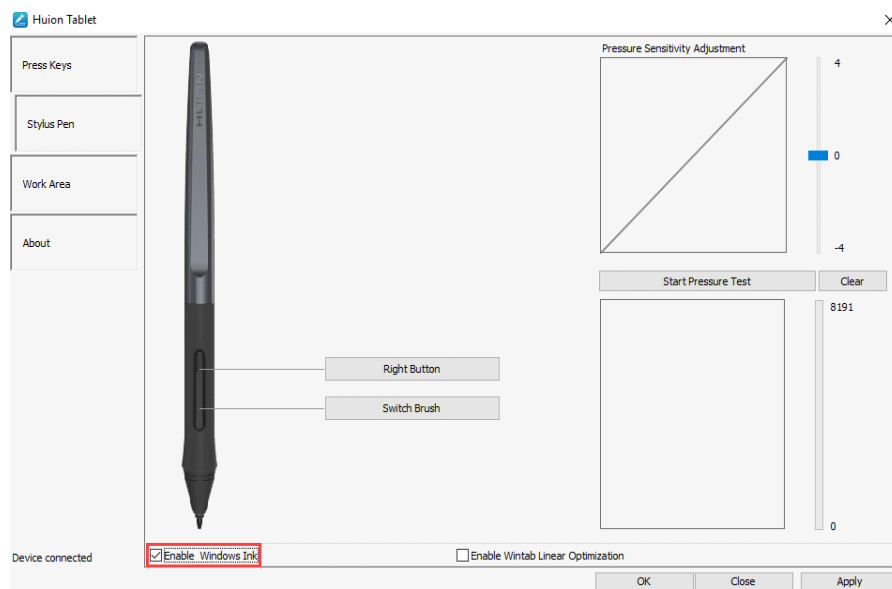 Huion Tablet
Press Keys
Stylus Pen
Work Area
About
Device connected
HUION
Right Button
Switch Brush
Pressure Sensitivity Adjustment
4
0
-4
Start Pressure Test
Clear
8191
0
Enable Windows Ink
Enable Wintab Linear Optimization
OK
Close
Apply